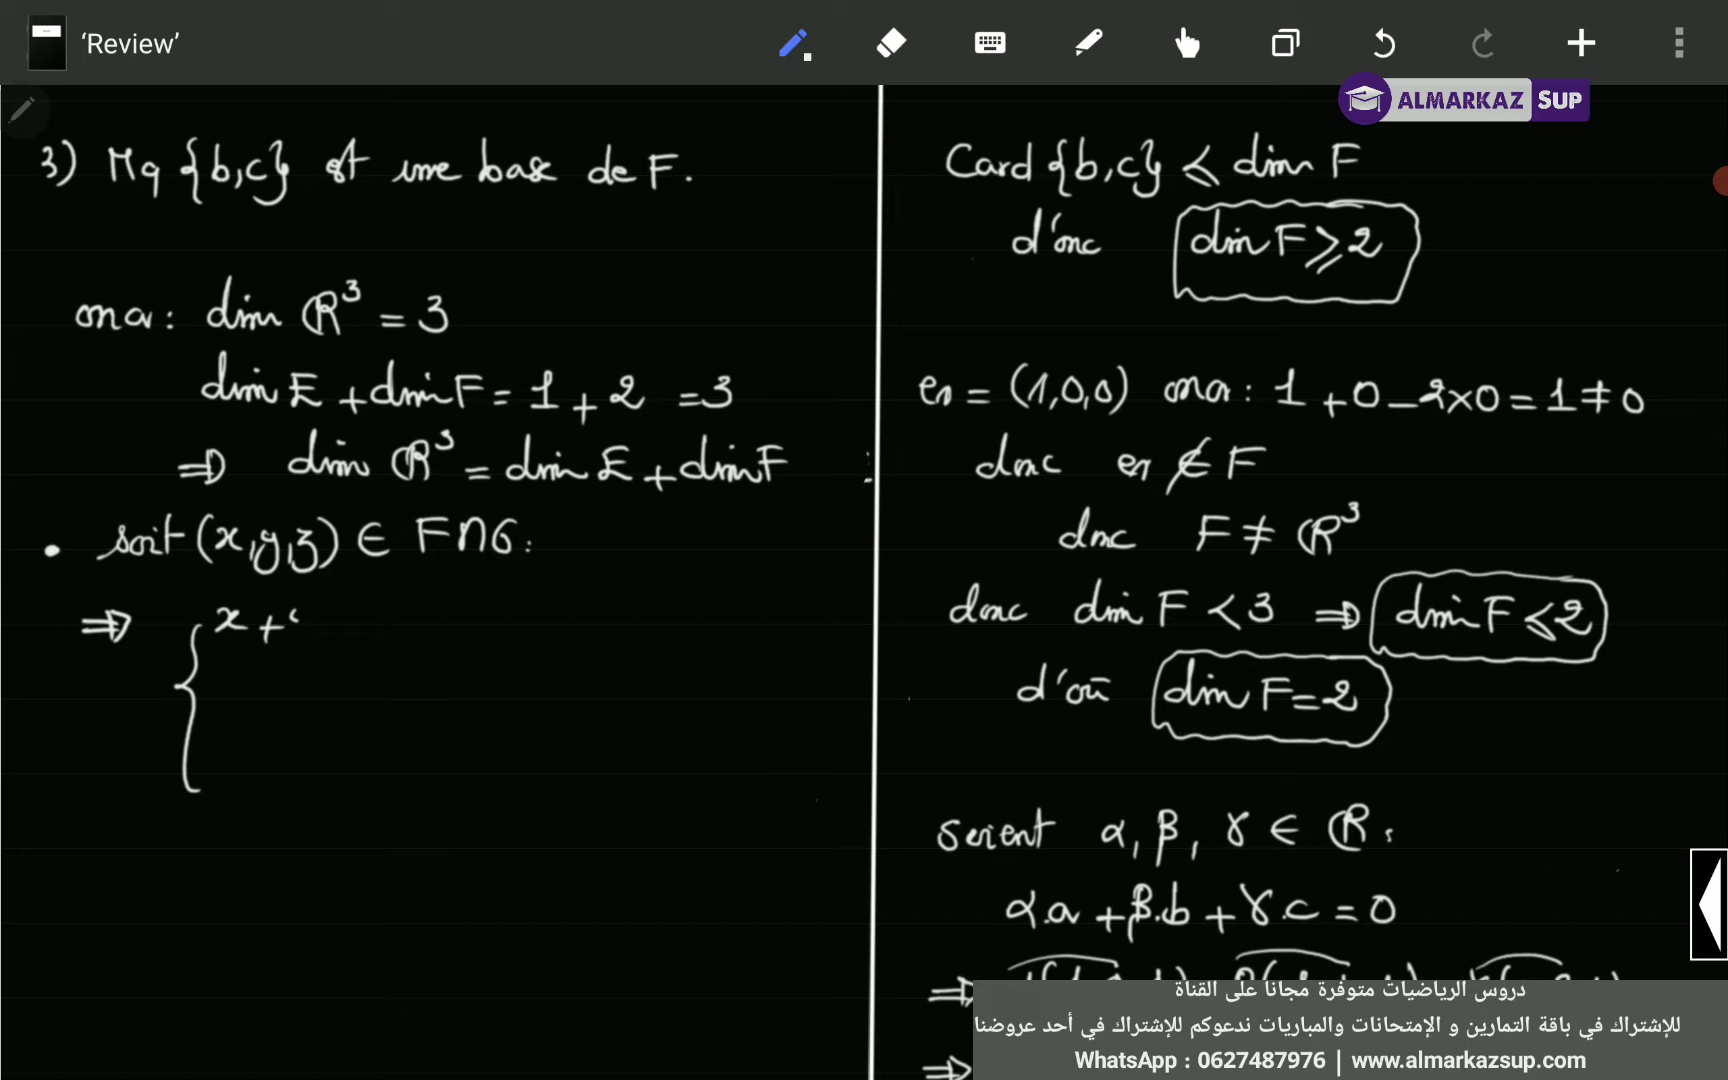 ‘Review’
ALMARKAZ SUP
3) Mq {b,c} est une base de F.
on a : dim ℝ³ = 3
dim E + dim F = 1 + 2 = 3
⇒ dim ℝ³ = dim E + dim F
• soit (x,y,z) ∈ F∩G :
⇒ { x +
Card {b,c} ⩽ dim F
d'onc dim F ⩾ 2
e₁ = (1,0,0) on a : 1 + 0 - 2×0 = 1 ≠ 0
donc e₁ ∉ F
donc F ≠ ℝ³
donc dim F < 3 ⇒ dim F ⩽ 2
d'où dim F = 2
soient α, β, γ ∈ ℝ.
α.a + β.b + γ.c = 0
⇒
⇒
دروس الرياضيات متوفرة مجانا على القناة
للإشتراك في باقة التمارين و الإمتحانات والمباريات ندعوكم للإشتراك في أحد عروضنا
WhatsApp : 0627487976 | www.almarkazsup.com